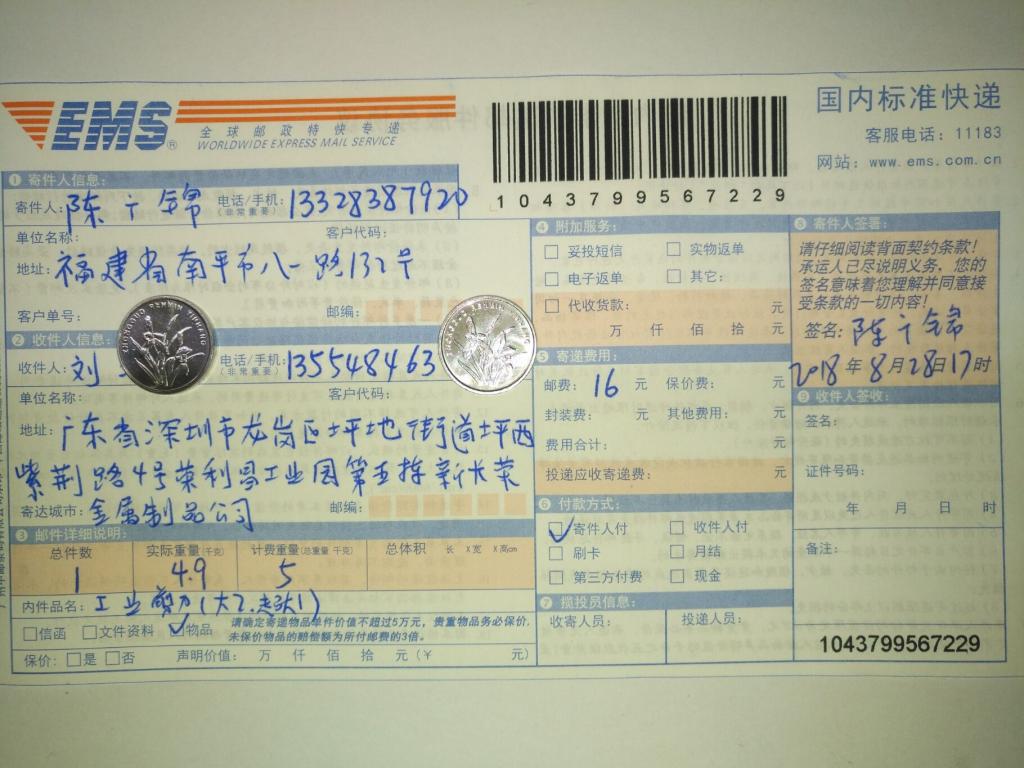 EMS®
全球邮政特快专递
WORLDWIDE EXPRESS MAIL SERVICE
1043799567229
国内标准快递
客服电话：11183
网站：www.ems.com.cn
1 寄件人信息：
寄件人：陈 锦 电话/手机：13328387920
(非常重要)
单位名称： 客户代码：
地址：福建省南平市八一路132号
客户单号： 邮编：
2 收件人信息：
收件人：刘 电话/手机：135548463
(非常重要)
单位名称： 客户代码：
地址：广东省深圳市龙岗区坪地街道坪西
紫荆路4号荣利昌工业园第五栋新大荣
金属制品公司
寄达城市： 邮编：
3 邮件详细说明：
总件数 实际重量(千克) 计费重量(总重量 千克) 总体积 长 X宽 X高cm
1 4.9 5
内件品名：工业剪刀(大2.
信函 文件资料 ✓物品 请确定寄递物品单件价值不超过5万元，贵重物品务必保价，
未保价物品的赔偿额为所付邮费的3倍。
保价：是 否 声明价值： 万 仟 佰 拾 元(￥ 元)
4 附加服务：
妥投短信 实物返单
电子返单 其它：
代收货款： 元
万 仟 佰 拾 元
5 寄递费用：
邮费：16 元 保价费： 元
封装费： 元 其他费用： 元
费用合计： 元
投递应收寄递费： 元
6 付款方式：
✓寄件人付 收件人付
刷卡 月结
第三方付费 现金
7 揽投员信息：
收寄人员： 投递人员：
8 寄件人签署：
请仔细阅读背面契约条款！
承运人已尽说明义务，您的
签名意味着您理解并同意接
受条款的一切内容！
签名：陈 锦
2018年8月28日17时
9 收件人签收：
签名：
证件号码：
年 月 日 时
备注：
1043799567229